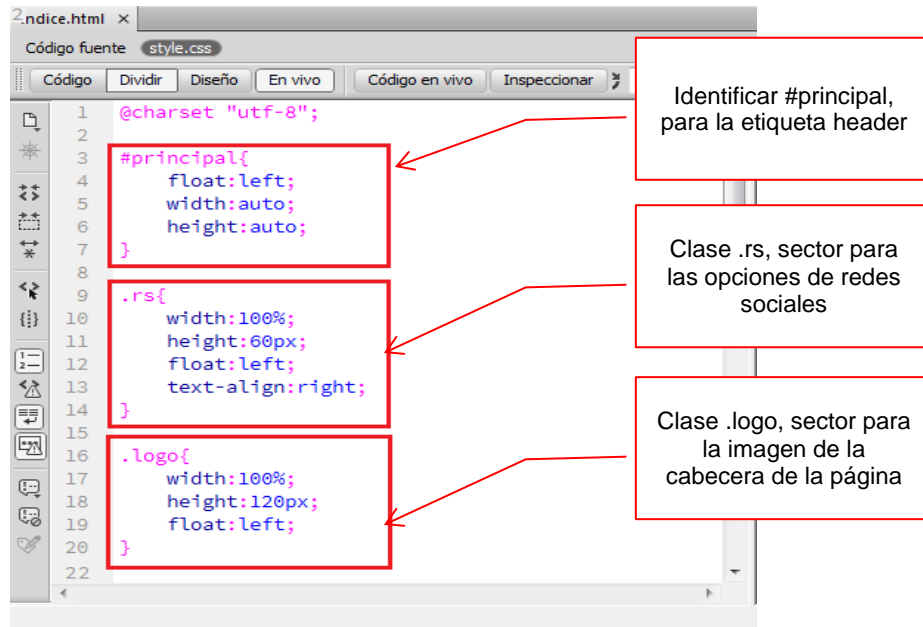 2.ndice.html ×
Código fuente style.css
Código Dividir Diseño En vivo Código en vivo Inspeccionar
1 @charset "utf-8";
2
3 #principal{
4 float:left;
5 width:auto;
6 height:auto;
7 }
8
9 .rs{
10 width:100%;
11 height:60px;
12 float:left;
13 text-align:right;
14 }
15
16 .logo{
17 width:100%;
18 height:120px;
19 float:left;
20 }
22
Identificar #principal,
para la etiqueta header
Clase .rs, sector para
las opciones de redes
sociales
Clase .logo, sector para
la imagen de la
cabecera de la página